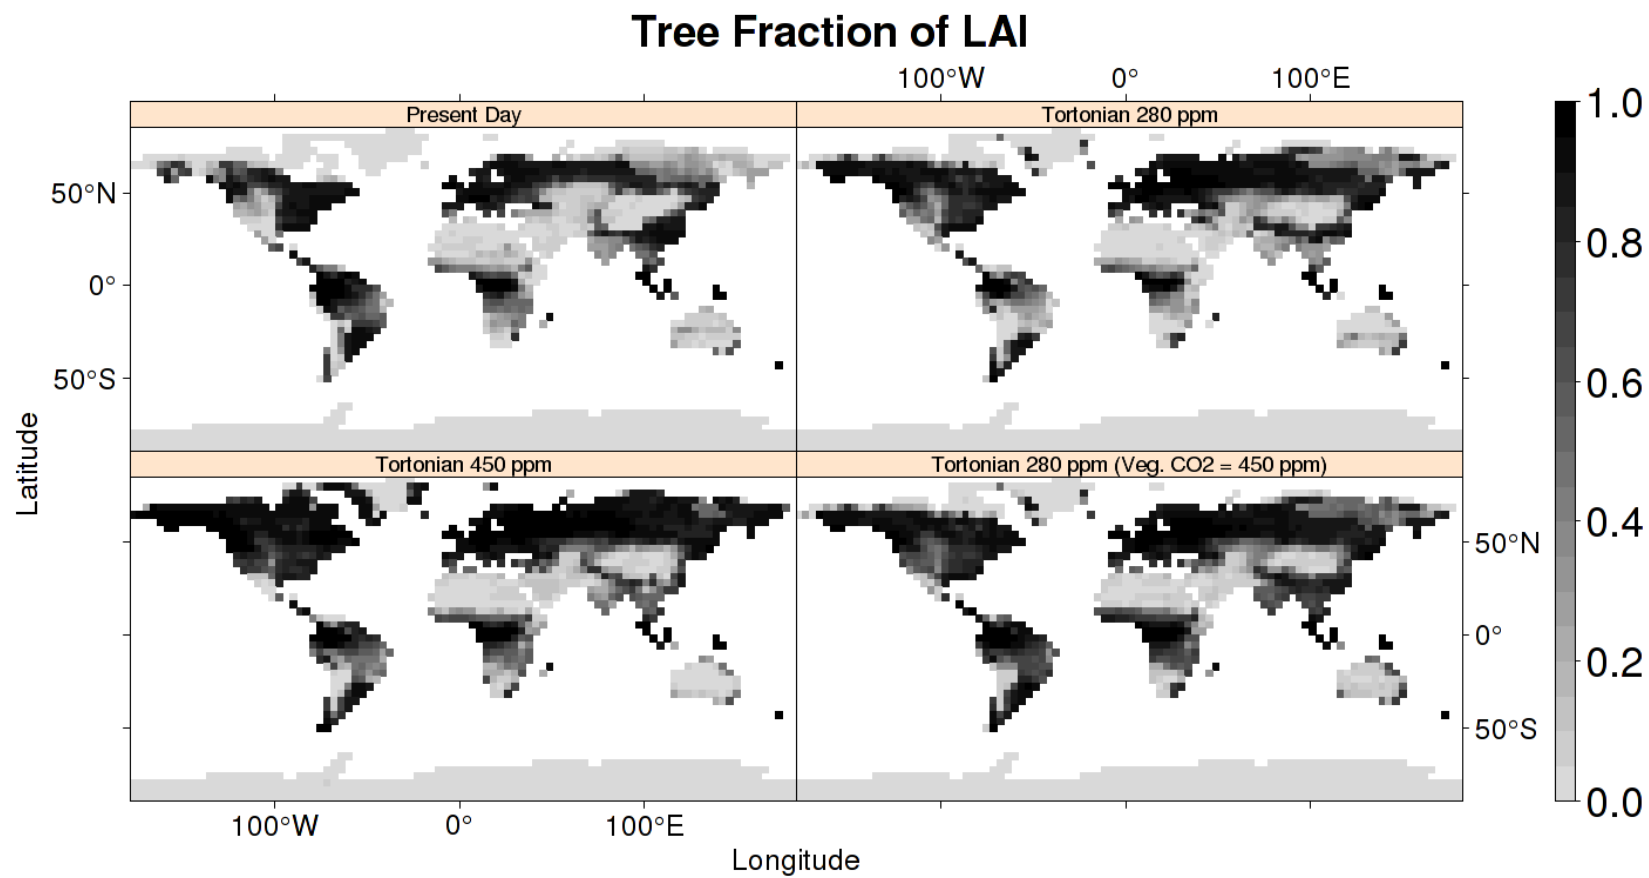 Tree Fraction of LAI
100°W 0° 100°E
Present Day
Tortonian 280 ppm
50°N
0°
50°S
Tortonian 450 ppm
Tortonian 280 ppm (Veg. CO2 = 450 ppm)
50°N
0°
50°S
100°W 0° 100°E
Longitude
Latitude
1.0
0.8
0.6
0.4
0.2
0.0